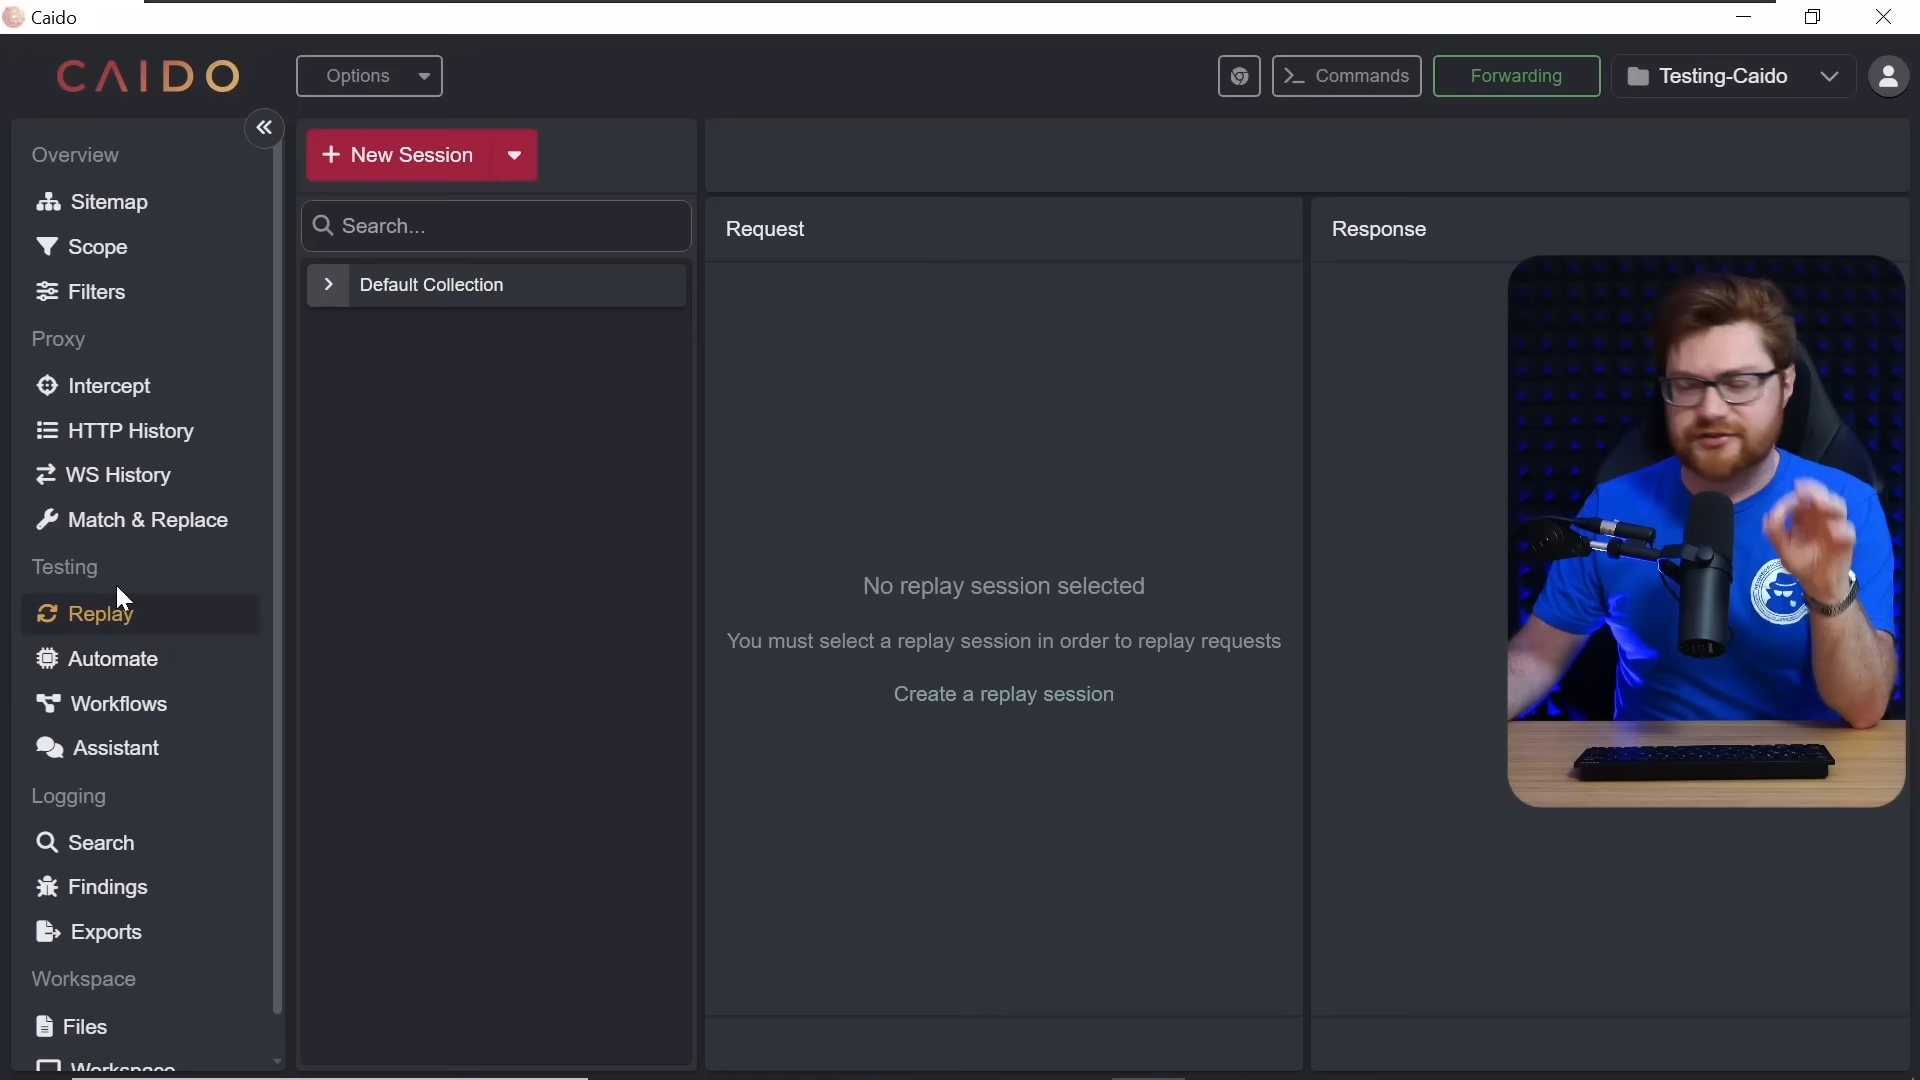 Caido
CAIDO
Options
Commands
Forwarding
Testing-Caido
Overview
Sitemap
Scope
Filters
Proxy
Intercept
HTTP History
WS History
Match & Replace
Testing
Replay
Automate
Workflows
Assistant
Logging
Search
Findings
Exports
Workspace
Files
Workspace
+ New Session
Search...
Default Collection
Request
No replay session selected
You must select a replay session in order to replay requests
Create a replay session
Response